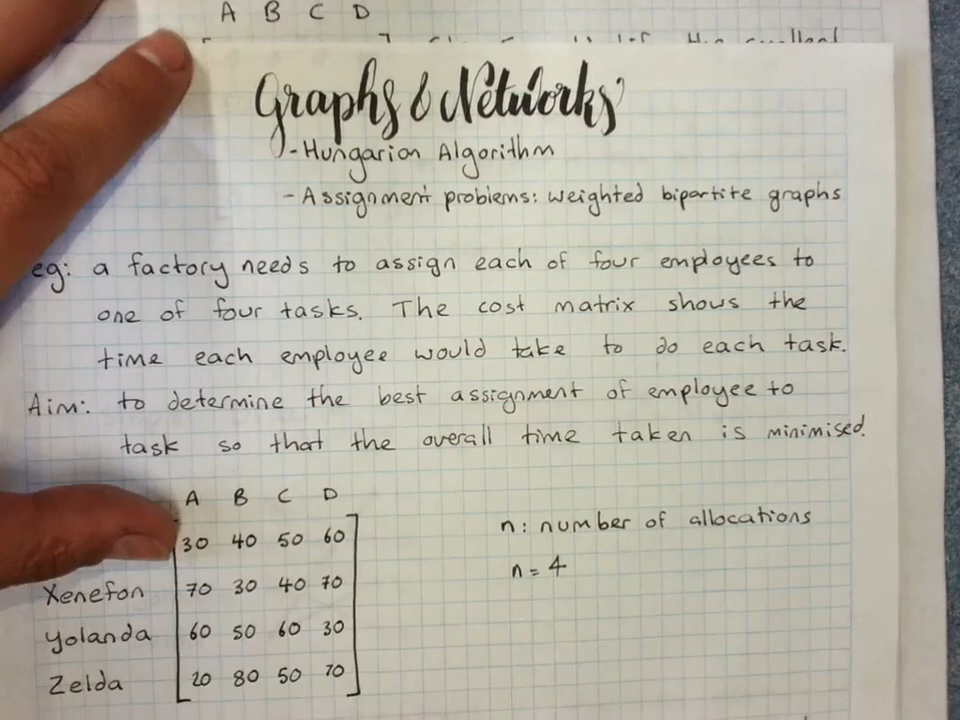 A B C D
Graphs & Networks
- Hungarian Algorithm
- Assignment problems: weighted bipartite graphs
eg: a factory needs to assign each of four employees to
one of four tasks. The cost matrix shows the
time each employee would take to do each task.
Aim: to determine the best assignment of employee to
task so that the overall time taken is minimised.
A B C D
30 40 50 60
Xenefon 70 30 40 70
Yolanda 60 50 60 30
Zelda 20 80 50 70
n: number of allocations
n = 4